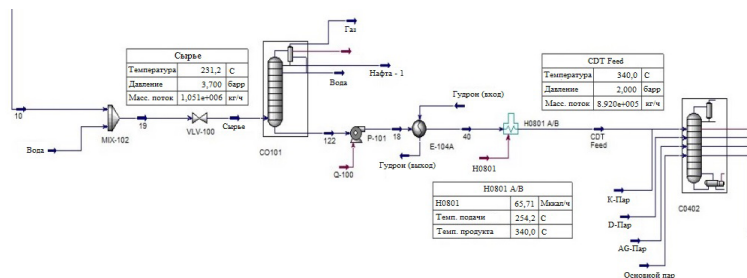 Газ
Сырье
Температура 231,2 C
Давление 3,700 барр
Масс. поток 1,051e+006 кг/ч
Нафта - 1
Вода
CDT Feed
Температура 340,0 C
Давление 2,000 барр
Масс. поток 8,920e+005 кг/ч
10
19
MIX-102
VLV-100
Сырье
Вода
CO101
122
P-101
18
Q-100
Гудрон (вход)
E-104A
40
Гудрон (выход)
H0801 A/B
H0801
CDT
Feed
H0801 A/B
H0801 65,71 Мккал/ч
Темп. подачи 254,2 C
Темп. продукта 340,0 C
К-Пар
D-Пар
AG-Пар
Основной пар
C0402